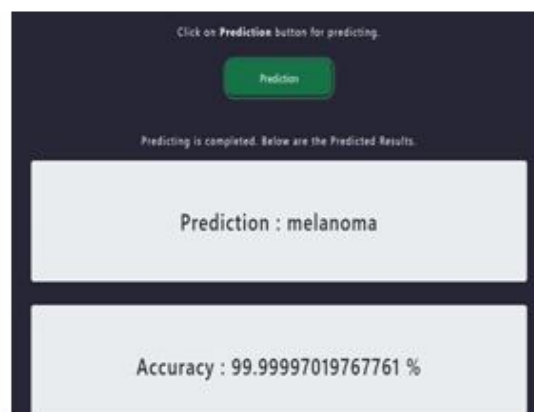 Click on Prediction button for predicting.
Prediction
Predicting is completed. Below are the Predicted Results.
Prediction : melanoma
Accuracy : 99.99997019767761 %